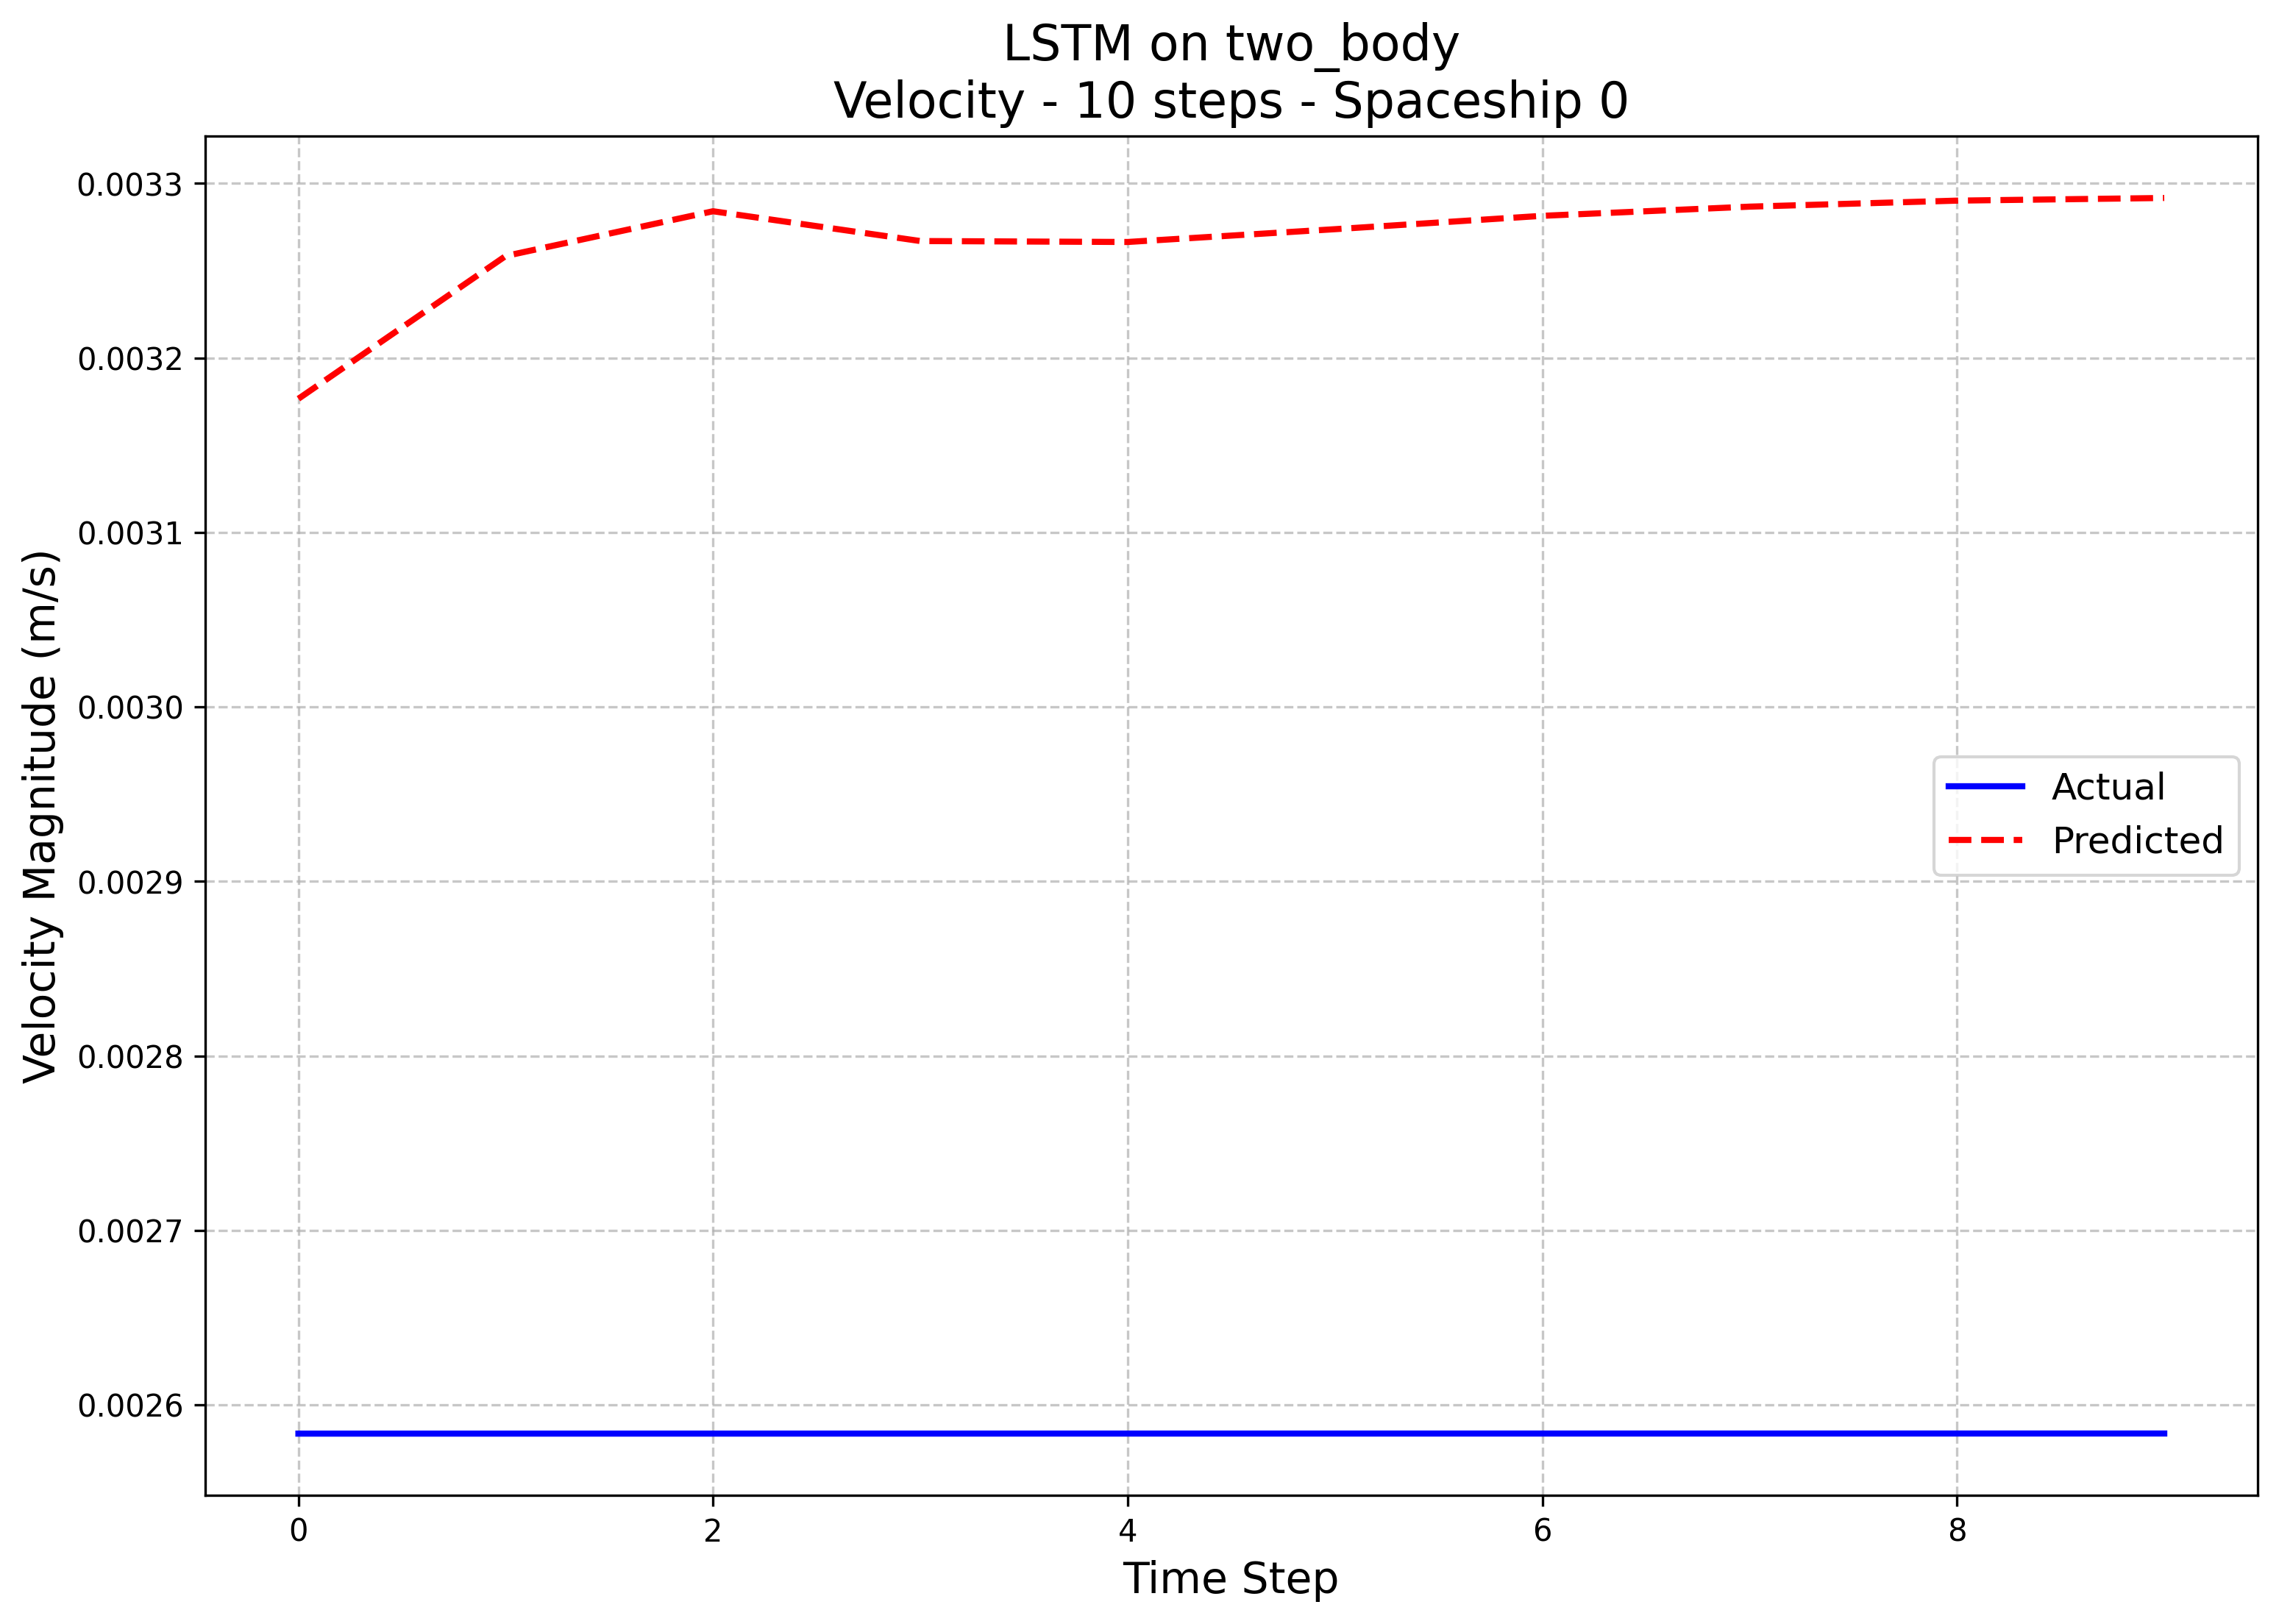 LSTM on two_body
Velocity - 10 steps - Spaceship 0
Velocity Magnitude (m/s)
0.0033
0.0032
0.0031
0.0030
0.0029
0.0028
0.0027
0.0026
Actual
Predicted
0 2 4 6 8
Time Step